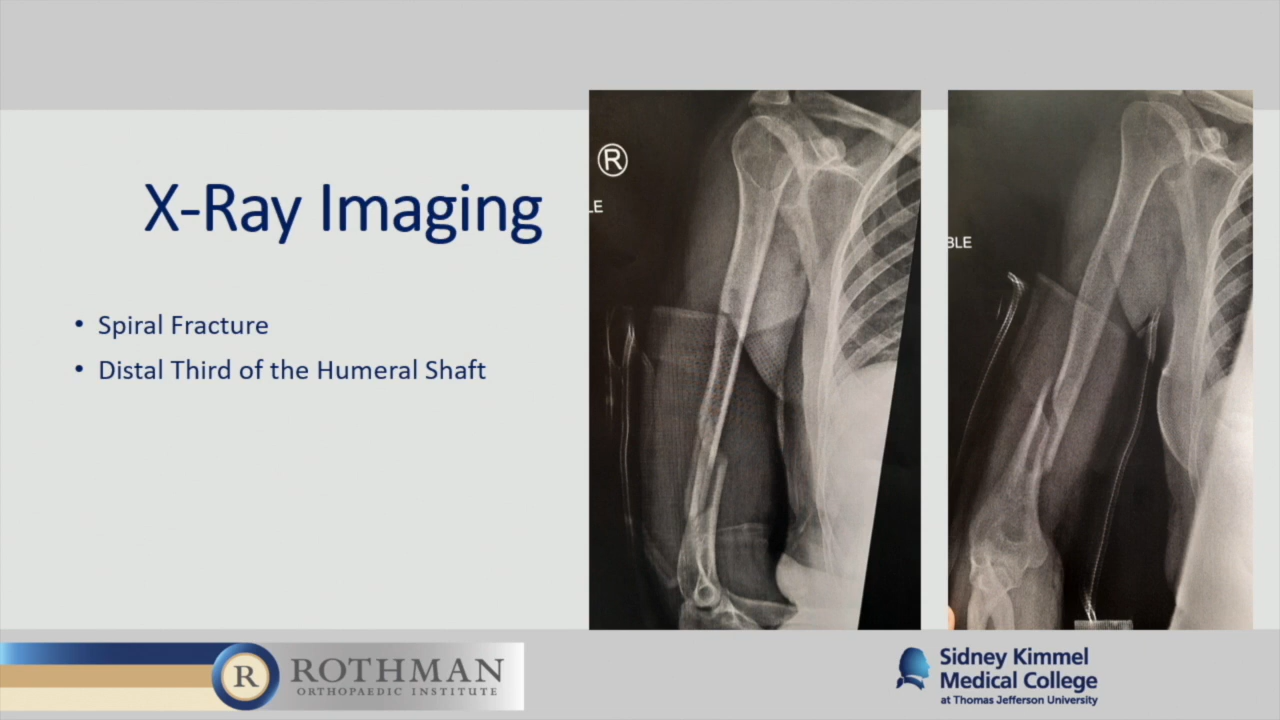 X-Ray Imaging
• Spiral Fracture
• Distal Third of the Humeral Shaft
R
LE
BLE
R
ROTHMAN
ORTHOPAEDIC INSTITUTE
Sidney Kimmel
Medical College
at Thomas Jefferson University